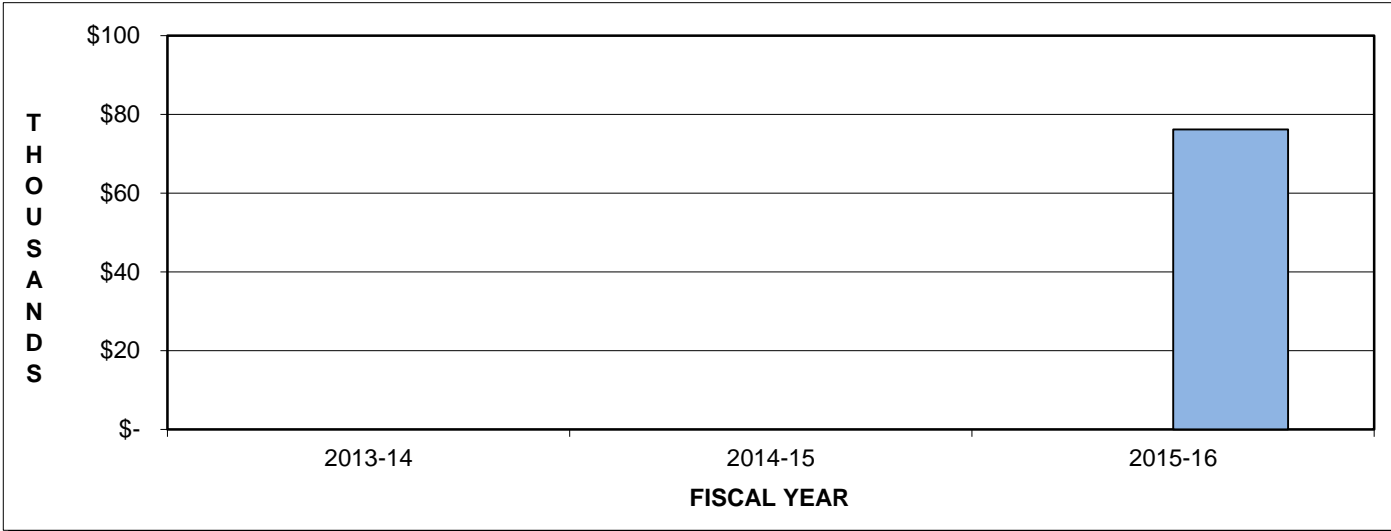 $100
$80
$60
$40
$20
$-
T
H
O
U
S
A
N
D
S
2013-14 2014-15 2015-16
FISCAL YEAR